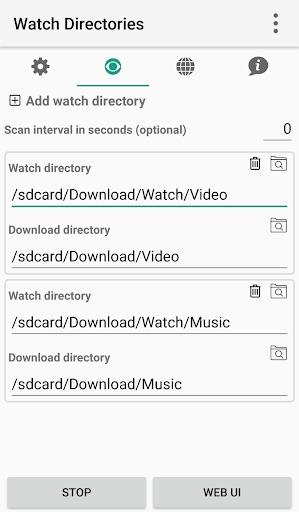 Watch Directories
Add watch directory
Scan interval in seconds (optional) 0
Watch directory
/sdcard/Download/Watch/Video
Download directory
/sdcard/Download/Video
Watch directory
/sdcard/Download/Watch/Music
Download directory
/sdcard/Download/Music
STOP WEB UI